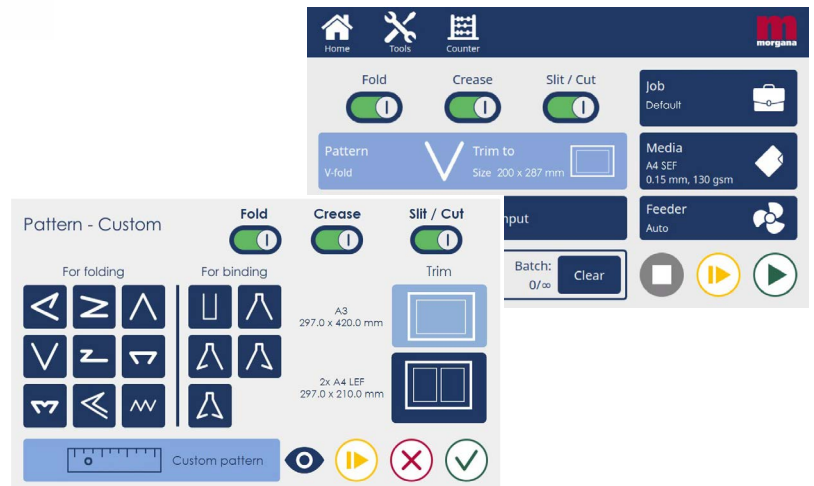 Home
Tools
Counter
morgana
Fold
Crease
Slit / Cut
Job
Default
Pattern
V-fold
Trim to
Size 200 x 287 mm
Media
A4 SEF
0.15 mm, 130 gsm
Feeder
Auto
Batch:
0/∞
Clear
Pattern - Custom
Fold
Crease
Slit / Cut
For folding
For binding
Trim
A3
297.0 x 420.0 mm
2x A4 LEF
297.0 x 210.0 mm
Custom pattern